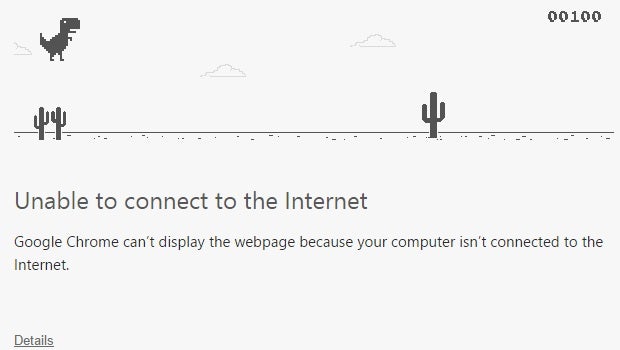 00100
Unable to connect to the Internet
Google Chrome can't display the webpage because your computer isn't connected to the
Internet.
Details